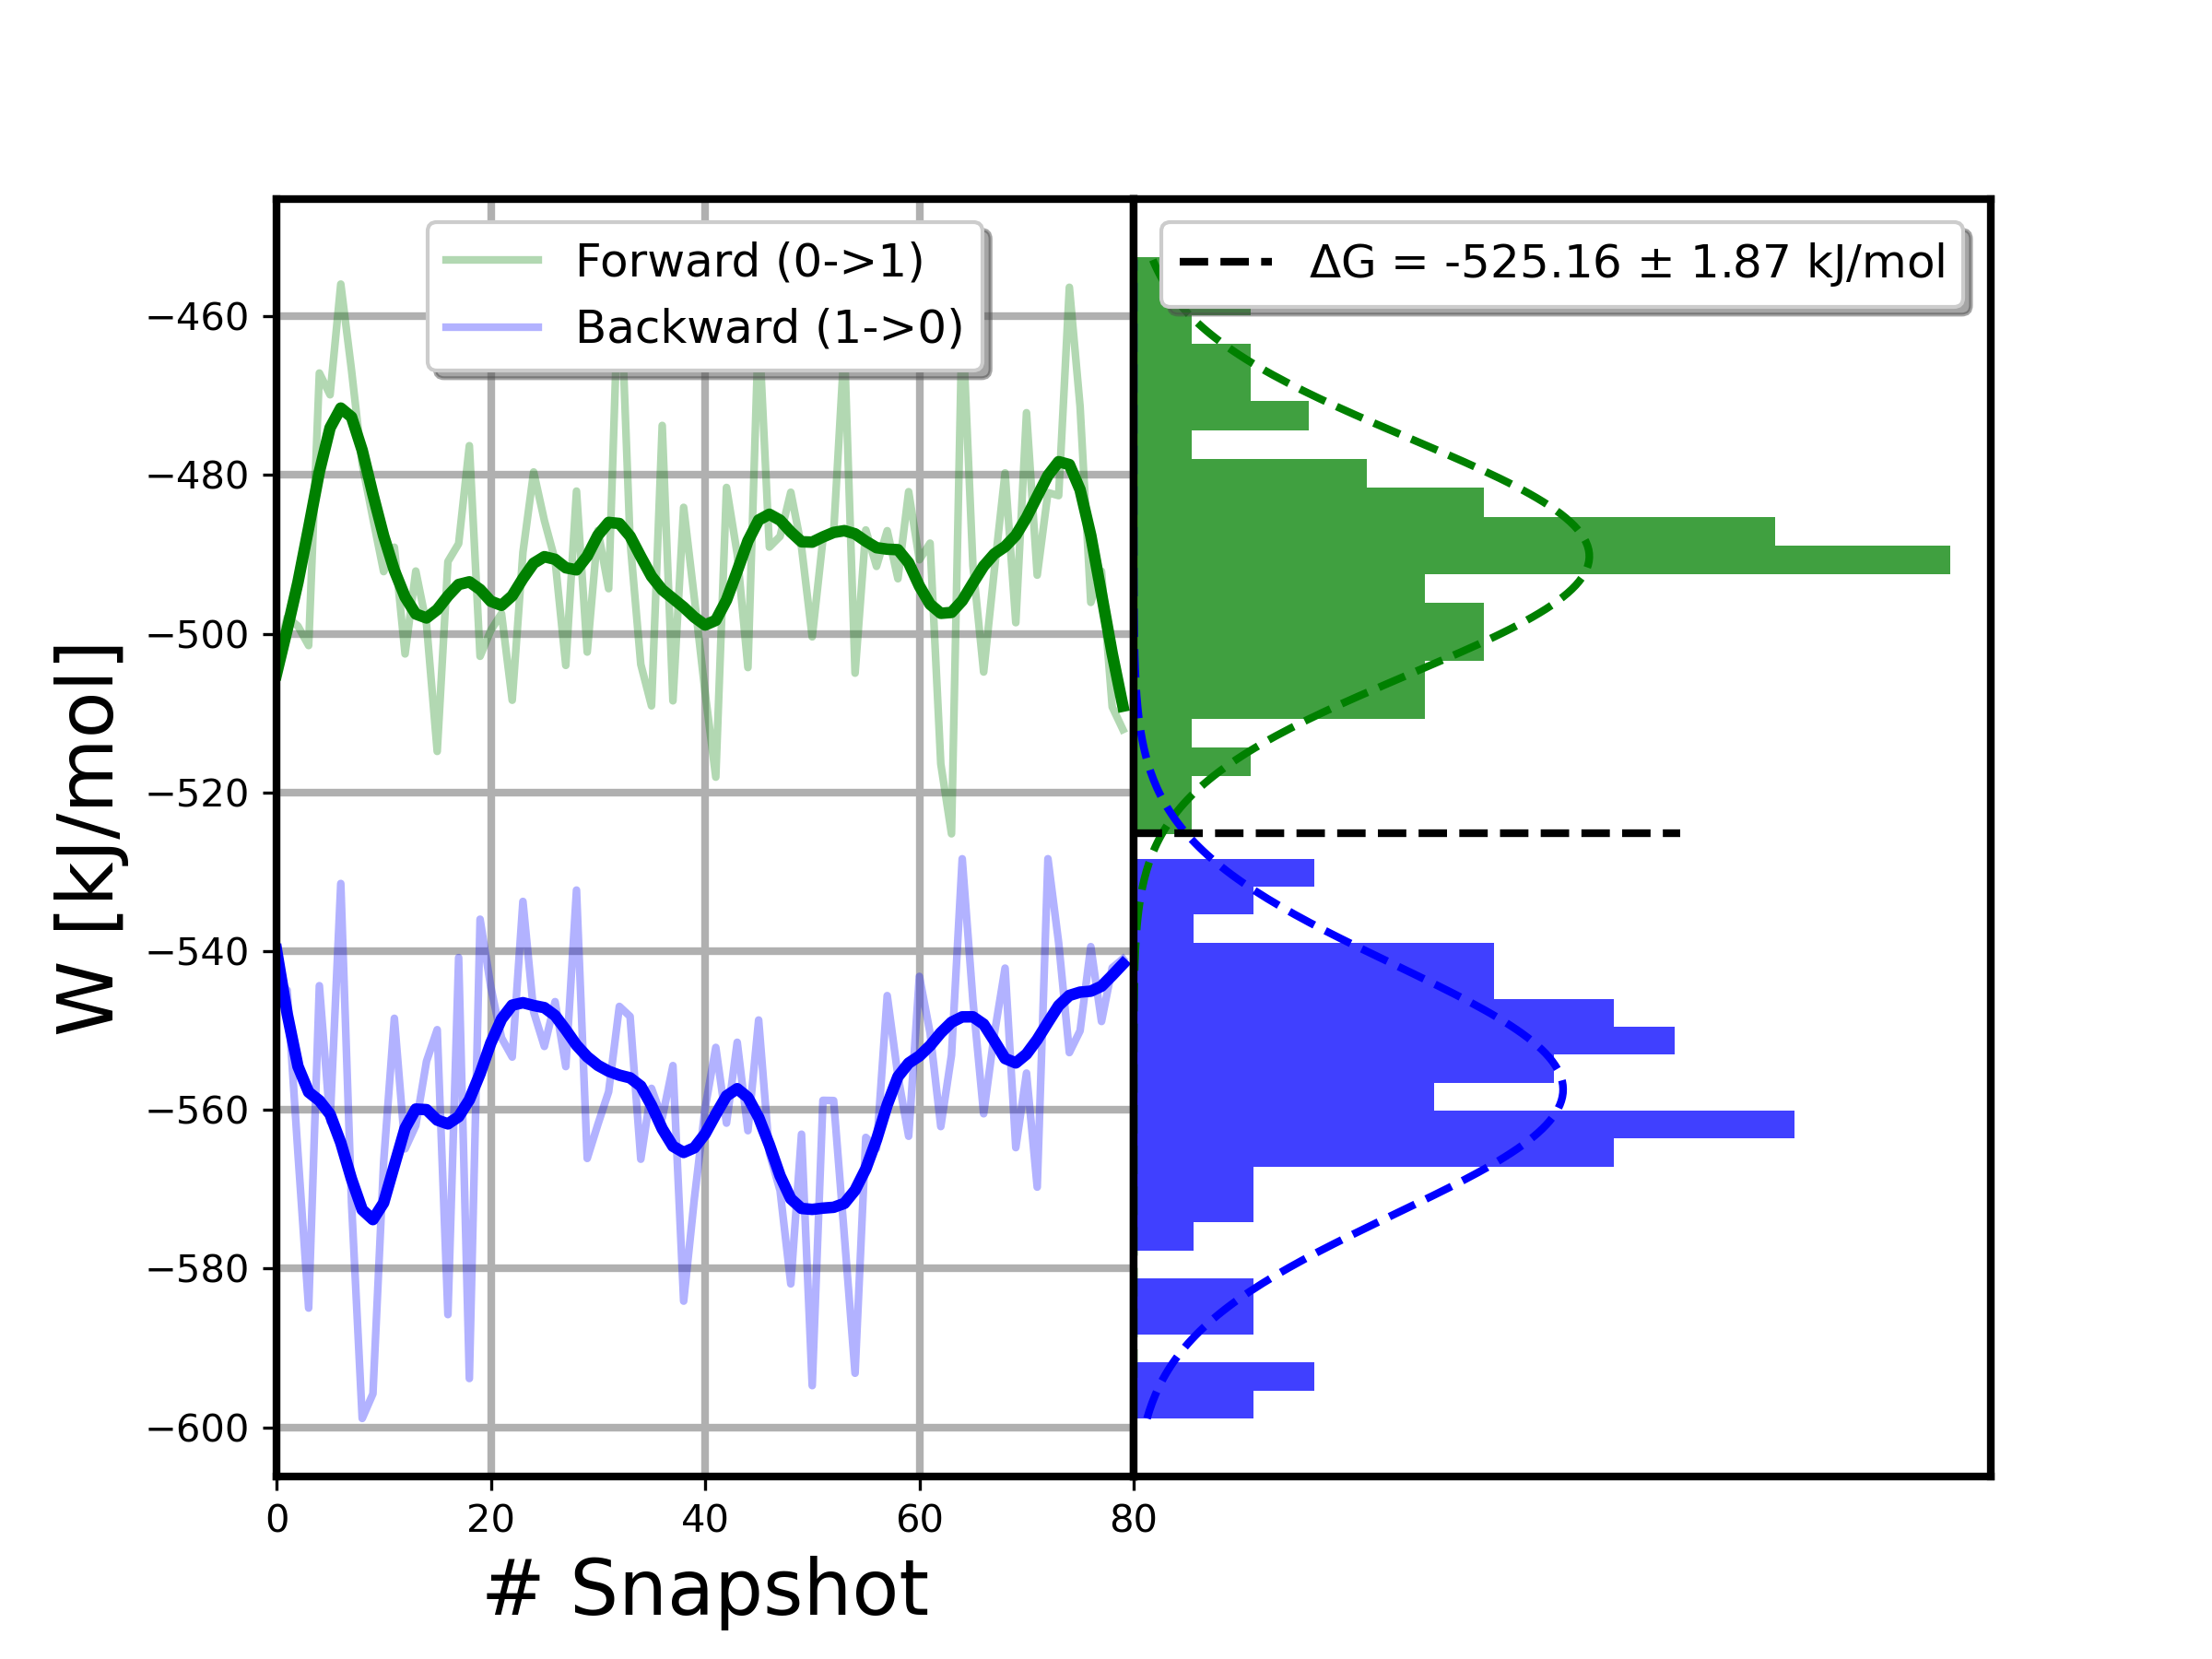 Forward (0->1)
Backward (1->0)
ΔG = -525.16 ± 1.87 kJ/mol
W [kJ/mol]
−460
−480
−500
−520
−540
−560
−580
−600
0 20 40 60 80
# Snapshot